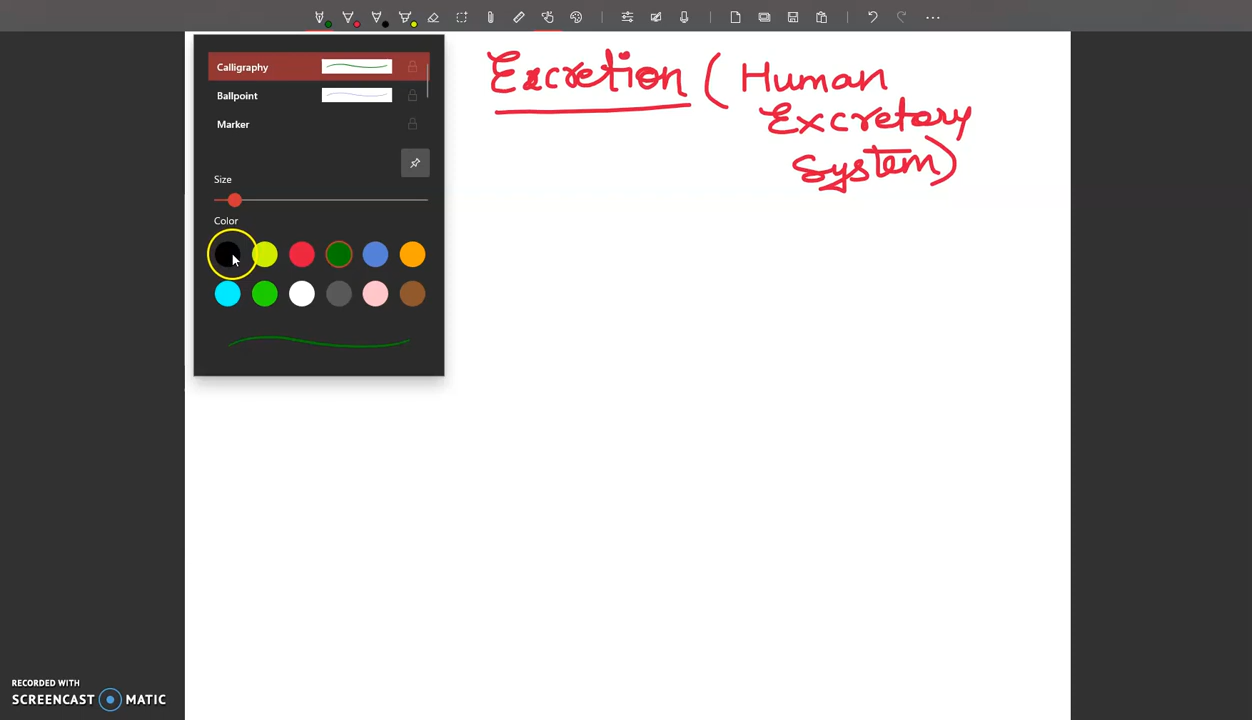 Calligraphy
Ballpoint
Marker
Size
Color
Excretion (Human
Excretory
System)
RECORDED WITH
SCREENCAST MATIC